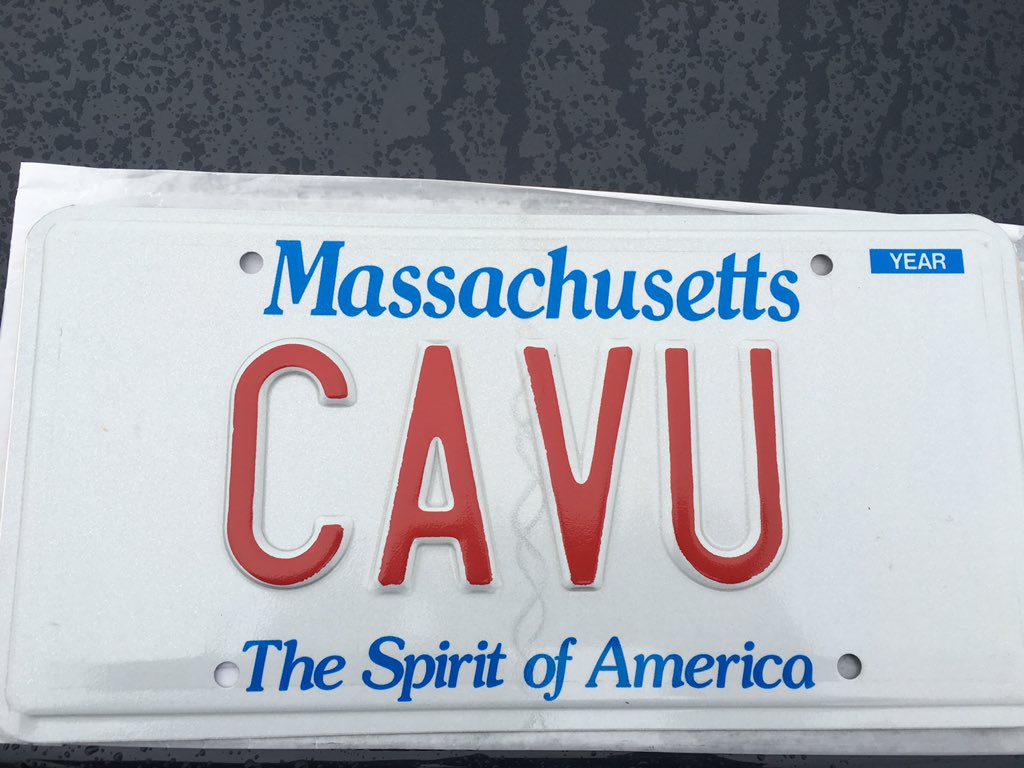 Massachusetts YEAR
CAVU
The Spirit of America